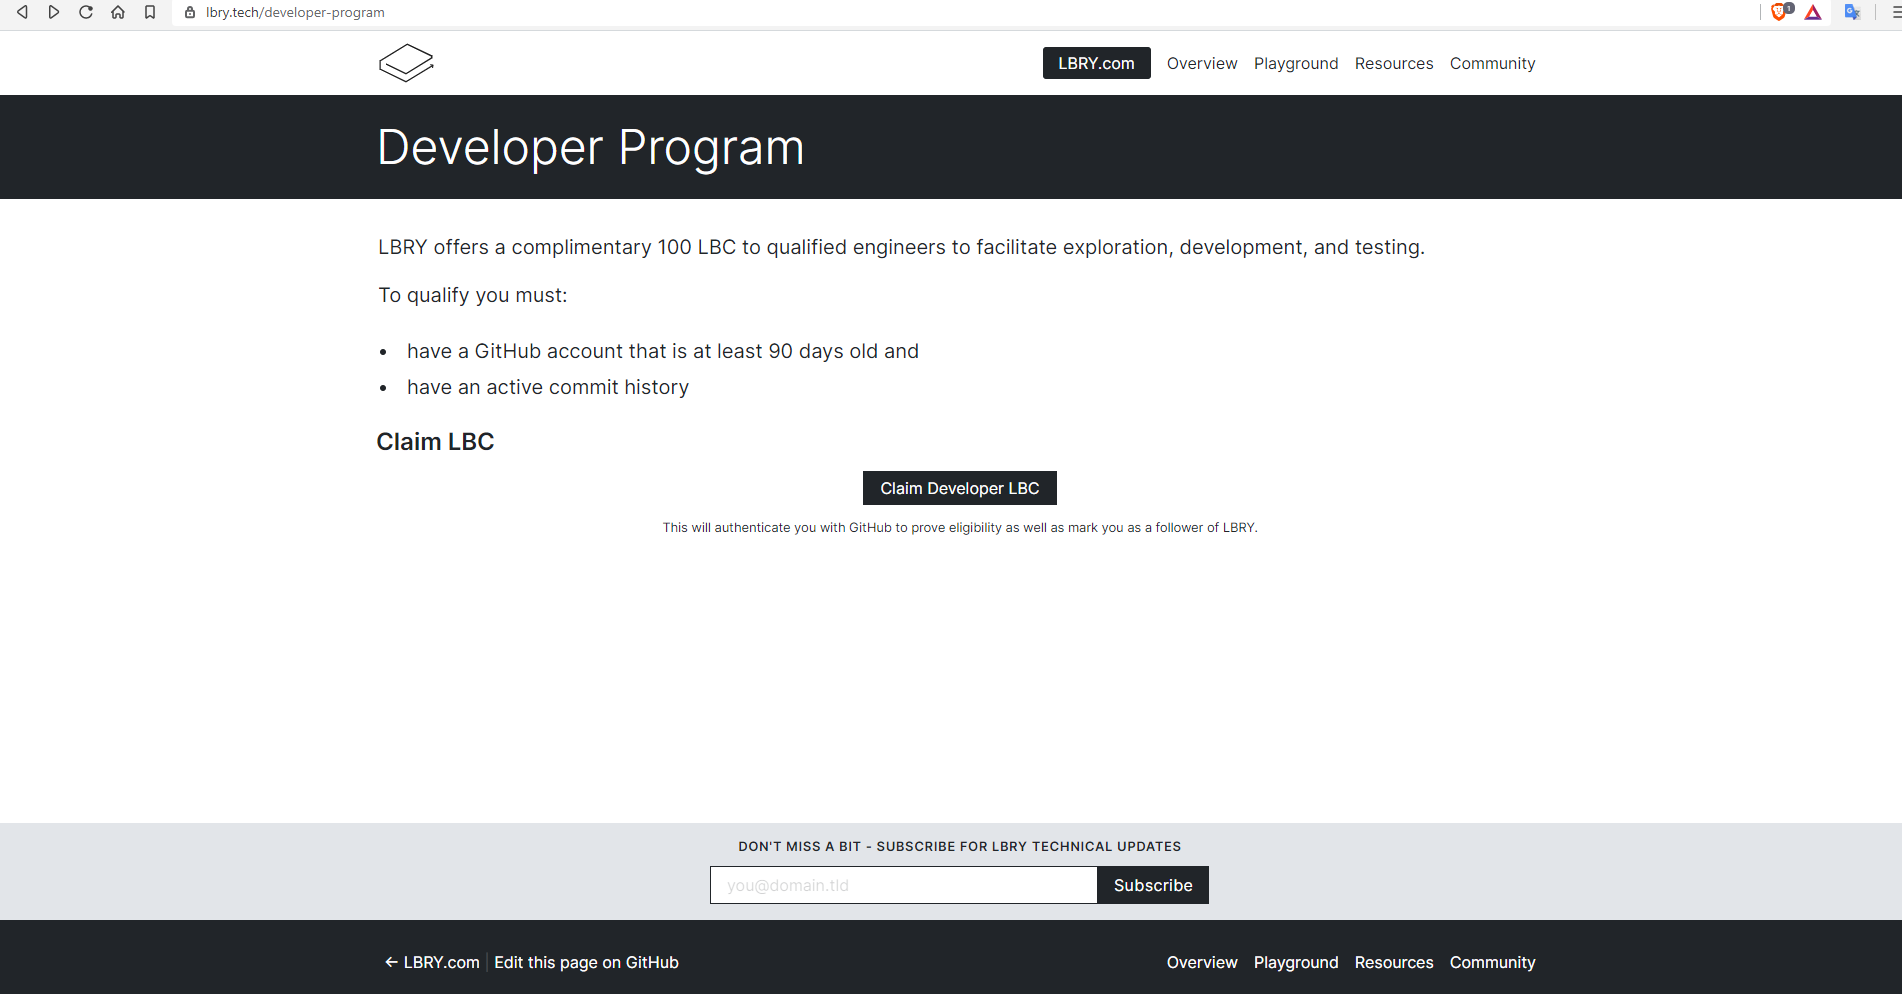 lbry.tech/developer-program
1
LBRY.com Overview Playground Resources Community
Developer Program
LBRY offers a complimentary 100 LBC to qualified engineers to facilitate exploration, development, and testing.
To qualify you must:
• have a GitHub account that is at least 90 days old and
• have an active commit history
Claim LBC
Claim Developer LBC
This will authenticate you with GitHub to prove eligibility as well as mark you as a follower of LBRY.
DON'T MISS A BIT - SUBSCRIBE FOR LBRY TECHNICAL UPDATES
you@domain.tld Subscribe
← LBRY.com | Edit this page on GitHub Overview Playground Resources Community